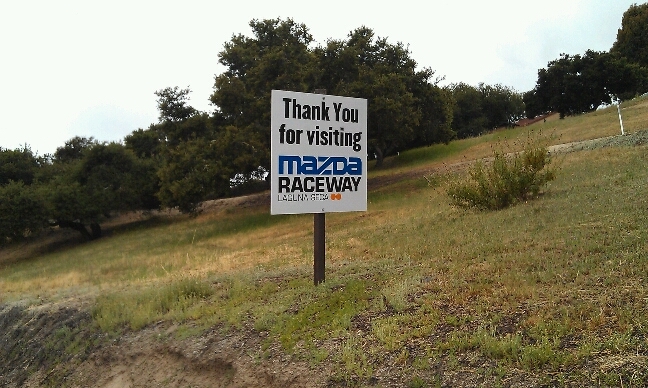 Thank You
for visiting
mazda
RACEWAY
LAGUNA SECA